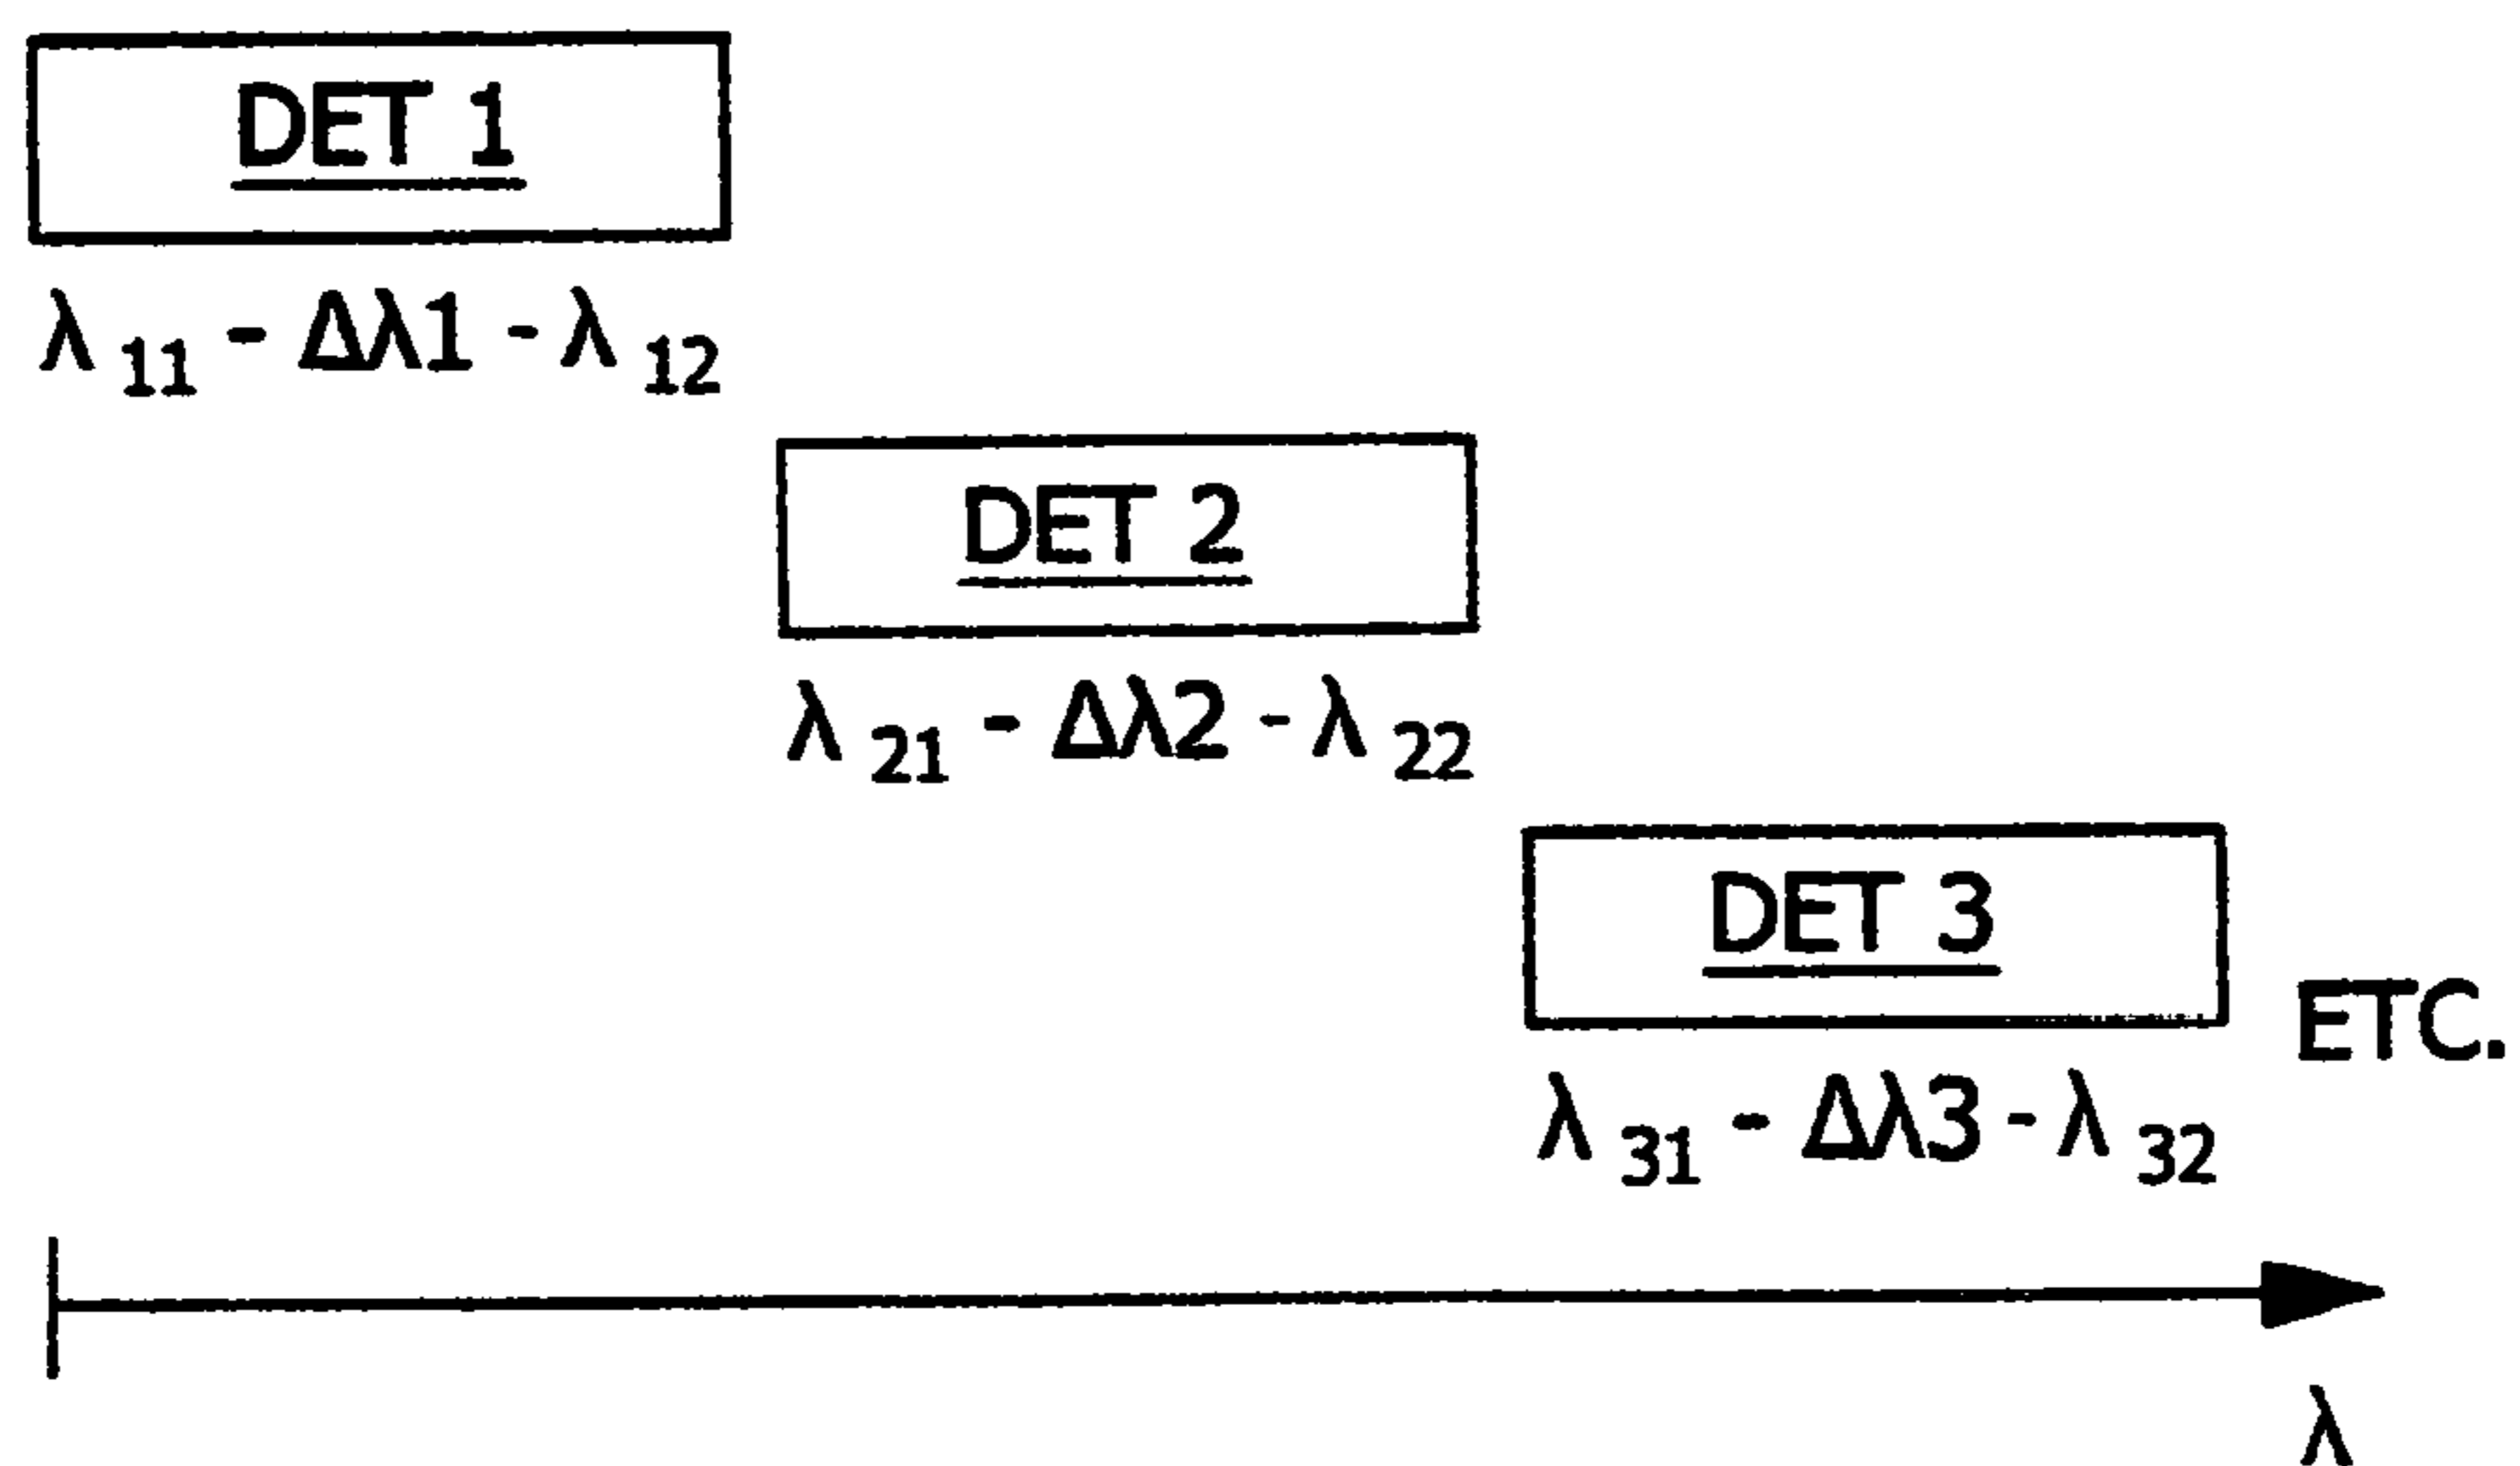 DET 1
λ 11 - Δλ1 - λ 12
DET 2
λ 21 - Δλ2 - λ 22
DET 3
ETC.
λ 31 - Δλ3 - λ 32
λ